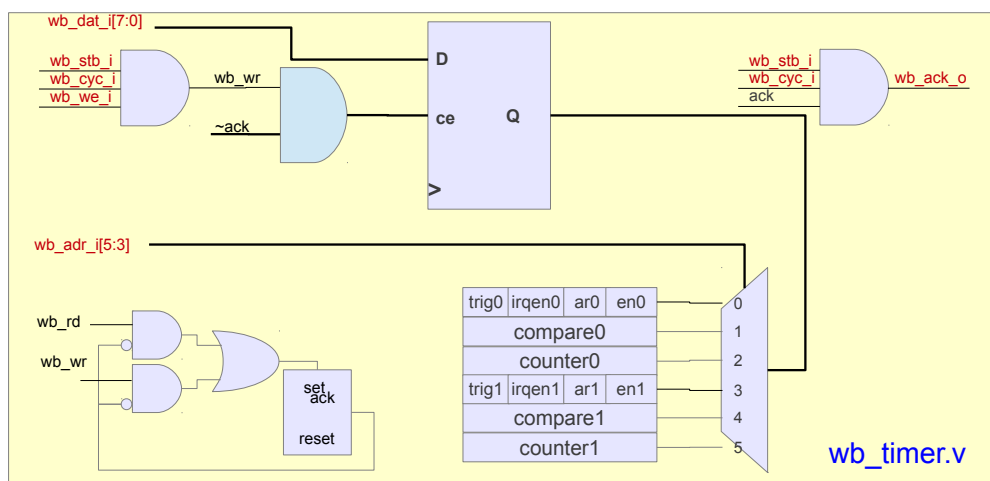 wb_dat_i[7:0]
wb_stb_i
wb_cyc_i
wb_we_i
wb_wr
~ack
D
ce
Q
>
wb_stb_i
wb_cyc_i
ack
wb_ack_o
wb_adr_i[5:3]
wb_rd
wb_wr
set
ack
reset
trig0 irqen0 ar0 en0
compare0
counter0
trig1 irqen1 ar1 en1
compare1
counter1
0
1
2
3
4
5
wb_timer.v